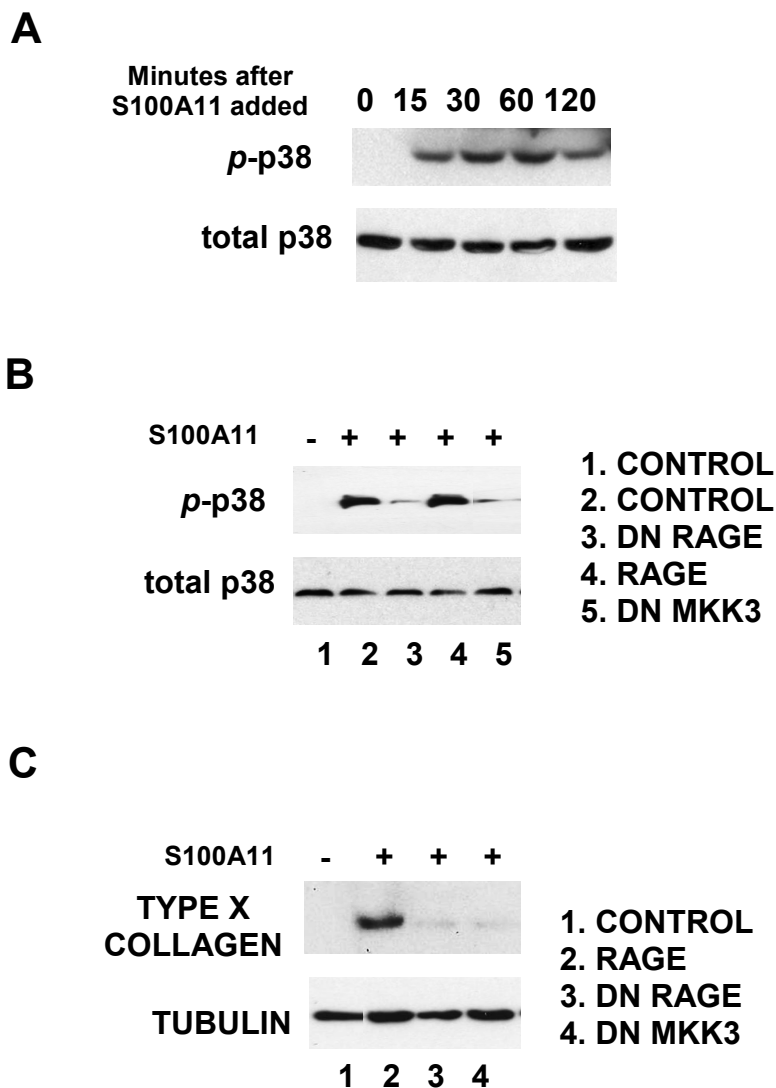 A
Minutes after
S100A11 added
0 15 30 60 120
p-p38
total p38
B
S100A11 - + + + +
p-p38
total p38
1 2 3 4 5
1. CONTROL
2. CONTROL
3. DN RAGE
4. RAGE
5. DN MKK3
C
S100A11 - + + +
TYPE X
COLLAGEN
TUBULIN
1 2 3 4
1. CONTROL
2. RAGE
3. DN RAGE
4. DN MKK3